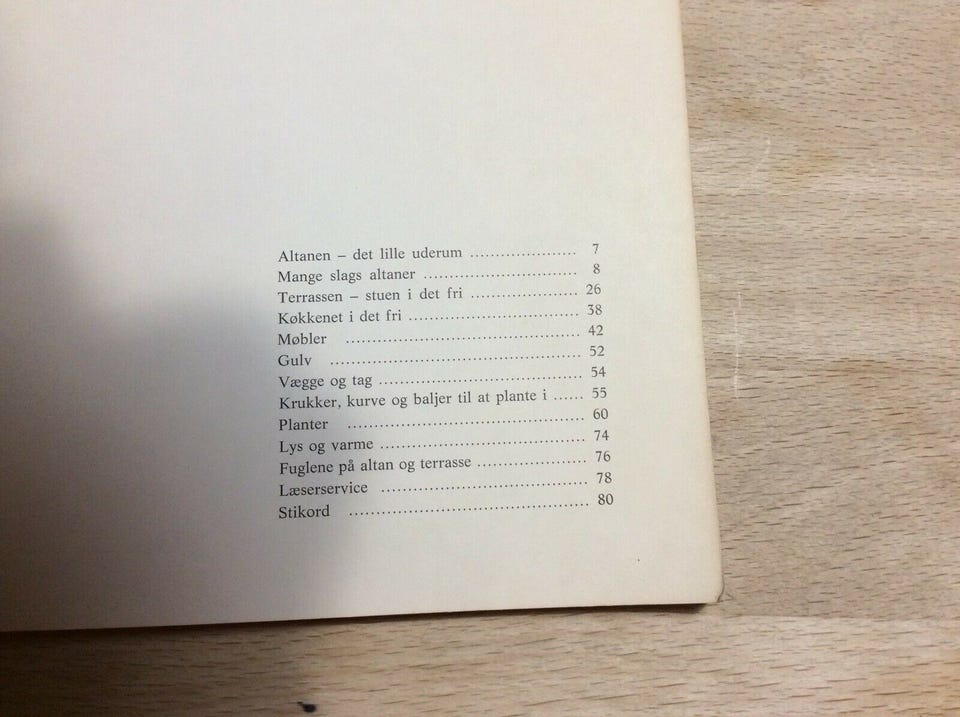 Altanen – det lille uderum .................... 7
Mange slags altaner ............................. 8
Terrassen – stuen i det fri .................... 26
Køkkenet i det fri ................................ 38
Møbler ............................................ 42
Gulv ............................................... 52
Vægge og tag ...................................... 54
Krukker, kurve og baljer til at plante i ...... 55
Planter ............................................ 60
Lys og varme ...................................... 74
Fuglene på altan og terrasse .................... 76
Læserservice ....................................... 78
Stikord ............................................. 80